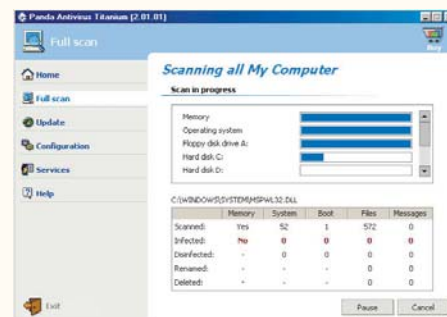 Panda Antivirus Titanium [2.01.01]
Full scan
Buy
Home
Full scan
Update
Configuration
Services
Help
Exit
Scanning all My Computer
Scan in progress
Memory
Operating system
Floppy disk drive A:
Hard disk C:
Hard disk D:
C:\WINDOWS\SYSTEM\MSPWL32.DLL
Memory System Boot Files Messages
Scanned: Yes 52 1 572 0
Infected: No 0 0 0 0
Disinfected: - 0 0 0 0
Renamed: - - - 0 0
Deleted: - - - 0 0
Pause Cancel